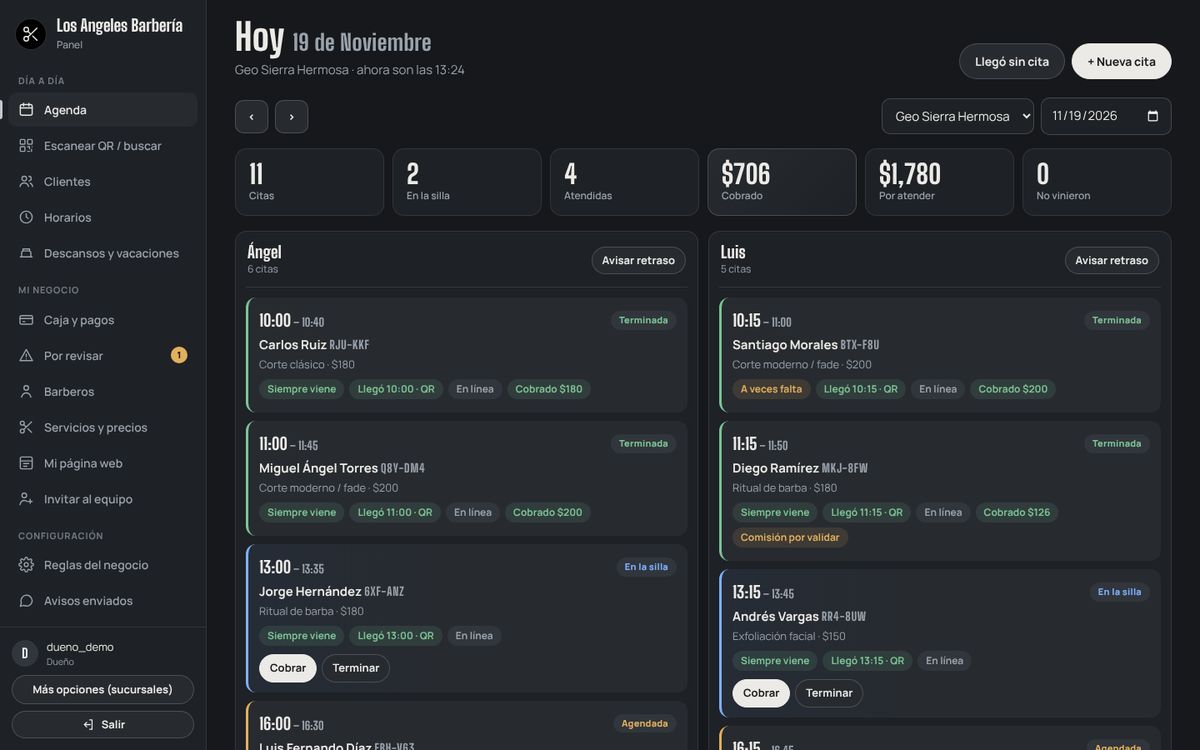 Los Angeles Barbería
Panel
DÍA A DÍA
Agenda
Escanear QR / buscar
Clientes
Horarios
Descansos y vacaciones
MI NEGOCIO
Caja y pagos
Por revisar 1
Barberos
Servicios y precios
Mi página web
Invitar al equipo
CONFIGURACIÓN
Reglas del negocio
Avisos enviados
D dueno_demo
Dueño
Más opciones (sucursales)
Salir
Hoy 19 de Noviembre
Geo Sierra Hermosa · ahora son las 13:24
Llegó sin cita
+ Nueva cita
‹ ›
Geo Sierra Hermosa
11/19/2026
11
Citas
2
En la silla
4
Atendidas
$706
Cobrado
$1,780
Por atender
0
No vinieron
Ángel
6 citas
Avisar retraso
10:00 – 10:40 Terminada
Carlos Ruiz RJU-KKF
Corte clásico · $180
Siempre viene Llegó 10:00 · QR En línea Cobrado $180
11:00 – 11:45 Terminada
Miguel Ángel Torres Q8Y-DM4
Corte moderno / fade · $200
Siempre viene Llegó 11:00 · QR En línea Cobrado $200
13:00 – 13:35 En la silla
Jorge Hernández GXF-ANZ
Ritual de barba · $180
Siempre viene Llegó 13:00 · QR En línea
Cobrar Terminar
16:00 – 16:30 Agendada
Luis Fernando Díaz
Luis
5 citas
Avisar retraso
10:15 – 11:00 Terminada
Santiago Morales BTX-F8U
Corte moderno / fade · $200
A veces falta Llegó 10:15 · QR En línea Cobrado $200
11:15 – 11:50 Terminada
Diego Ramírez MKJ-8FW
Ritual de barba · $180
Siempre viene Llegó 11:15 · QR En línea Cobrado $126
Comisión por validar
13:15 – 13:45 En la silla
Andrés Vargas RR4-8UW
Exfoliación facial · $150
Siempre viene Llegó 13:15 · QR En línea
Cobrar Terminar
16:15 – 16:45 Agendada